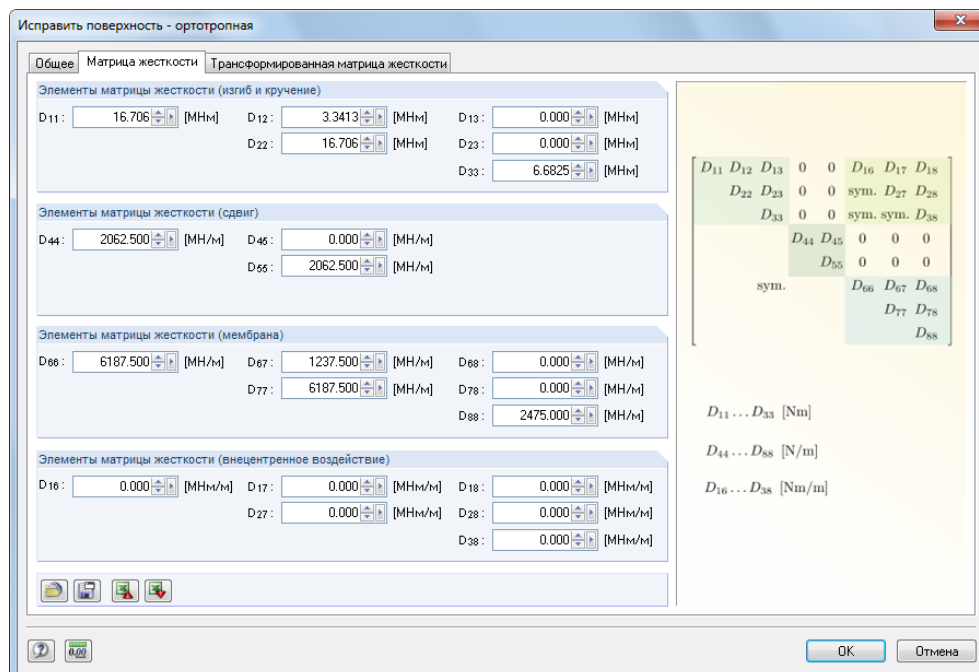 Исправить поверхность - ортотропная
Общее Матрица жесткости Трансформированная матрица жесткости
Элементы матрицы жесткости (изгиб и кручение)
D11: 16.706 [МНм] D12: 3.3413 [МНм] D13: 0.000 [МНм]
D22: 16.706 [МНм] D23: 0.000 [МНм]
D33: 6.6825 [МНм]
Элементы матрицы жесткости (сдвиг)
D44: 2062.500 [МН/м] D45: 0.000 [МН/м]
D55: 2062.500 [МН/м]
Элементы матрицы жесткости (мембрана)
D66: 6187.500 [МН/м] D67: 1237.500 [МН/м] D68: 0.000 [МН/м]
D77: 6187.500 [МН/м] D78: 0.000 [МН/м]
D88: 2475.000 [МН/м]
Элементы матрицы жесткости (внецентренное воздействие)
D16: 0.000 [МНм/м] D17: 0.000 [МНм/м] D18: 0.000 [МНм/м]
D27: 0.000 [МНм/м] D28: 0.000 [МНм/м]
D38: 0.000 [МНм/м]
D11 D12 D13 0 0 D16 D17 D18
D22 D23 0 0 sym. D27 D28
D33 0 0 sym. sym. D38
D44 D45 0 0 0
D55 0 0 0
sym. D66 D67 D68
D77 D78
D88
D11…D33 [Nm]
D44…D88 [N/m]
D16…D38 [Nm/m]
0.00
OK Отмена